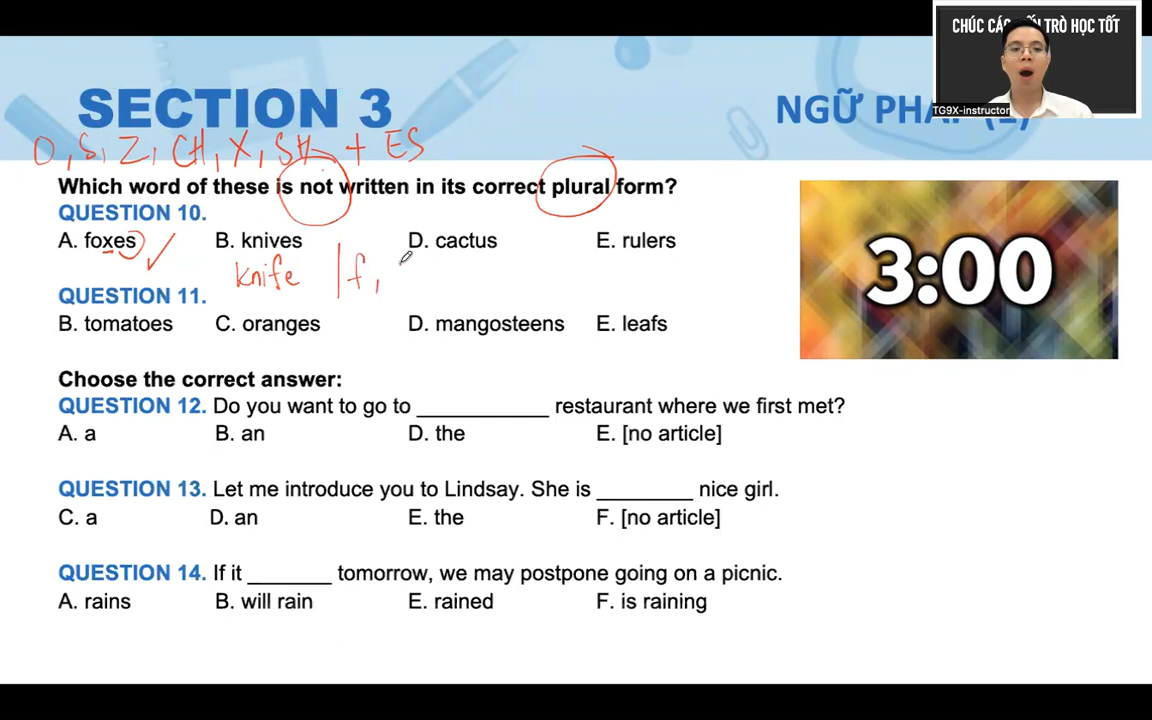 CHÚC CÁC TRÒ HỌC TỐT
TG9X-instructor
SECTION 3
NGỮ
O, S, Z, CH, X, SH + ES
Which word of these is not written in its correct plural form?
QUESTION 10.
A. foxes B. knives D. cactus E. rulers
knife | f,
QUESTION 11.
B. tomatoes C. oranges D. mangosteens E. leafs
3:00
Choose the correct answer:
QUESTION 12. Do you want to go to ___________ restaurant where we first met?
A. a B. an D. the E. [no article]
QUESTION 13. Let me introduce you to Lindsay. She is ________ nice girl.
C. a D. an E. the F. [no article]
QUESTION 14. If it _______ tomorrow, we may postpone going on a picnic.
A. rains B. will rain E. rained F. is raining